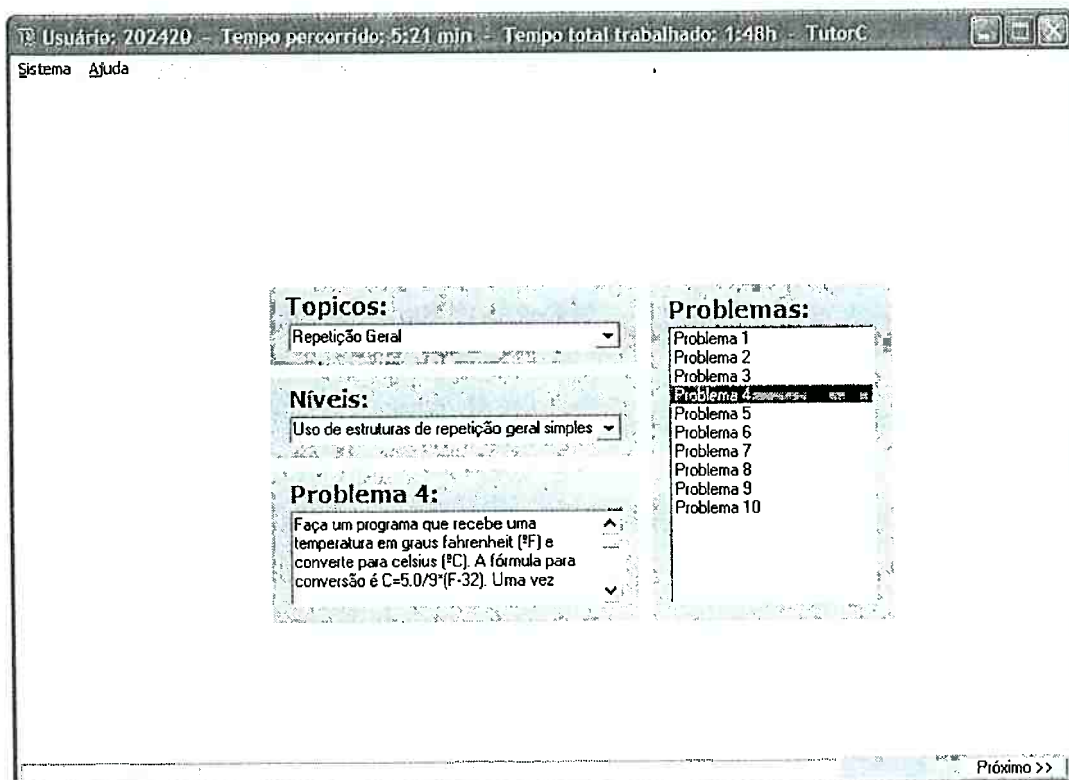 Usuário: 202420 - Tempo percorrido: 5:21 min - Tempo total trabalhado: 1:48h - TutorC
Sistema Ajuda
Topicos:
Repetição Geral
Níveis:
Uso de estruturas de repetição geral simples
Problema 4:
Faça um programa que recebe uma
temperatura em graus fahrenheit (ºF) e
converte para celsius (ºC). A fórmula para
conversão é C=5.0/9*(F-32). Uma vez
Problemas:
Problema 1
Problema 2
Problema 3
Problema 4
Problema 5
Problema 6
Problema 7
Problema 8
Problema 9
Problema 10
Próximo >>